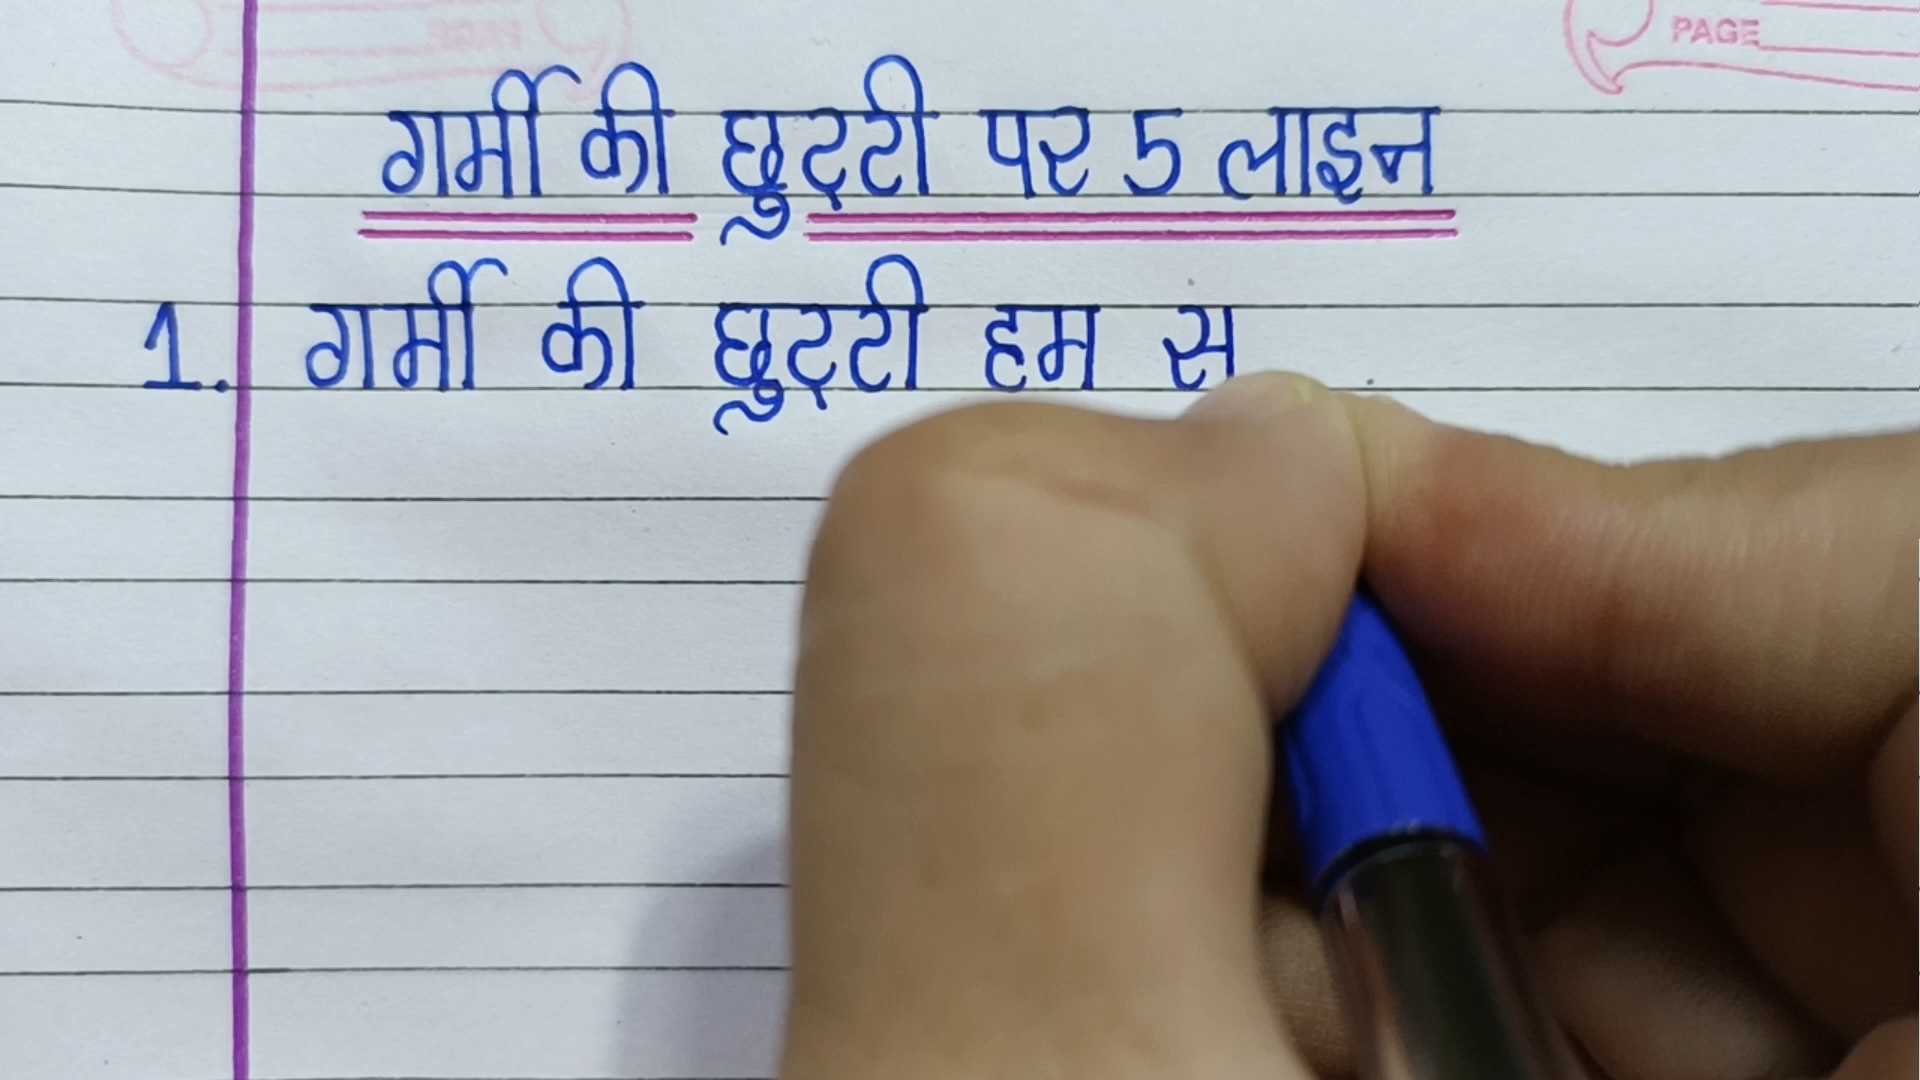 PAGE
गर्मी की छुट्टी पर 5 लाइन
1. गर्मी की छुट्टी हम स